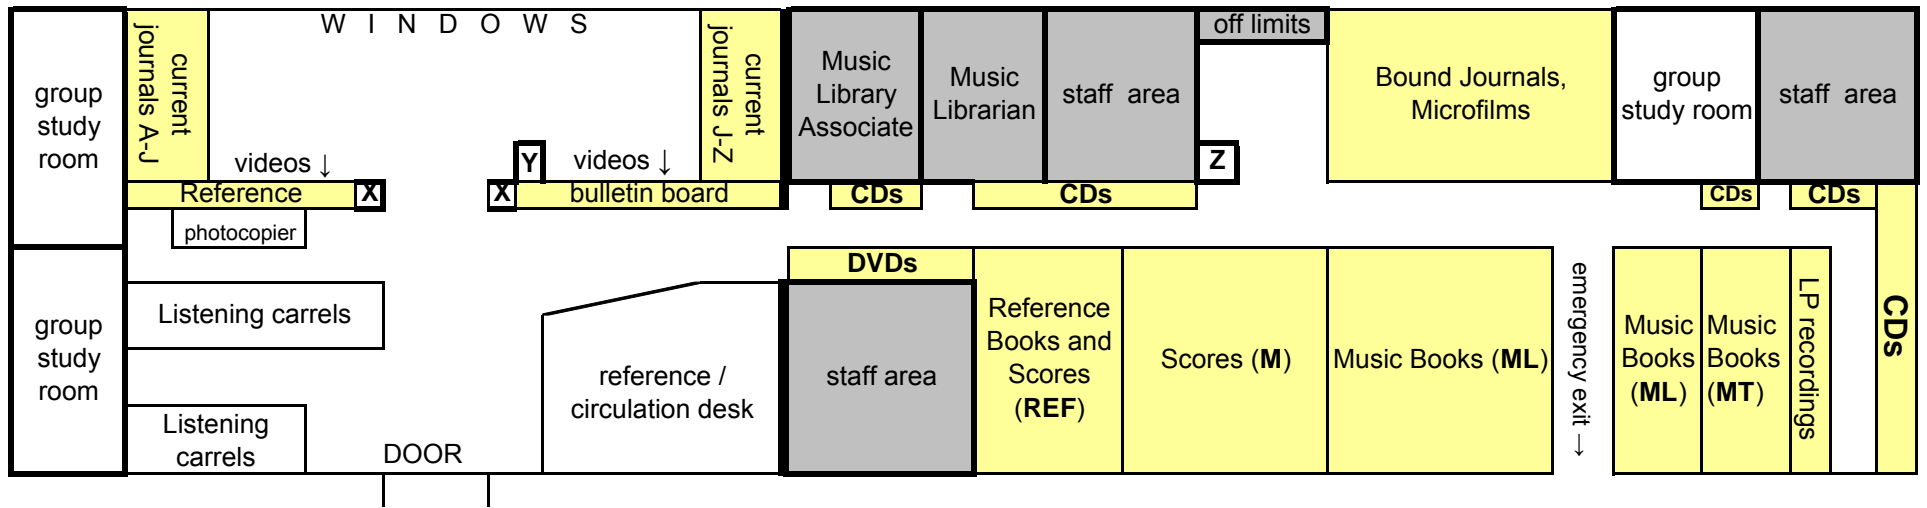 W I N D O W S
group
study
room
current
journals A-J
videos ↓
Reference
X
photocopier
X
Y
videos ↓
bulletin board
current
journals J-Z
Music
Library
Associate
Music
Librarian
staff area
off limits
Z
CDs
CDs
Bound Journals,
Microfilms
group
study room
staff area
CDs
CDs
group
study
room
Listening carrels
Listening
carrels
DOOR
reference /
circulation desk
DVDs
staff area
Reference
Books and
Scores
(REF)
Scores (M)
Music Books (ML)
emergency exit →
Music
Books
(ML)
Music
Books
(MT)
LP recordings
CDs